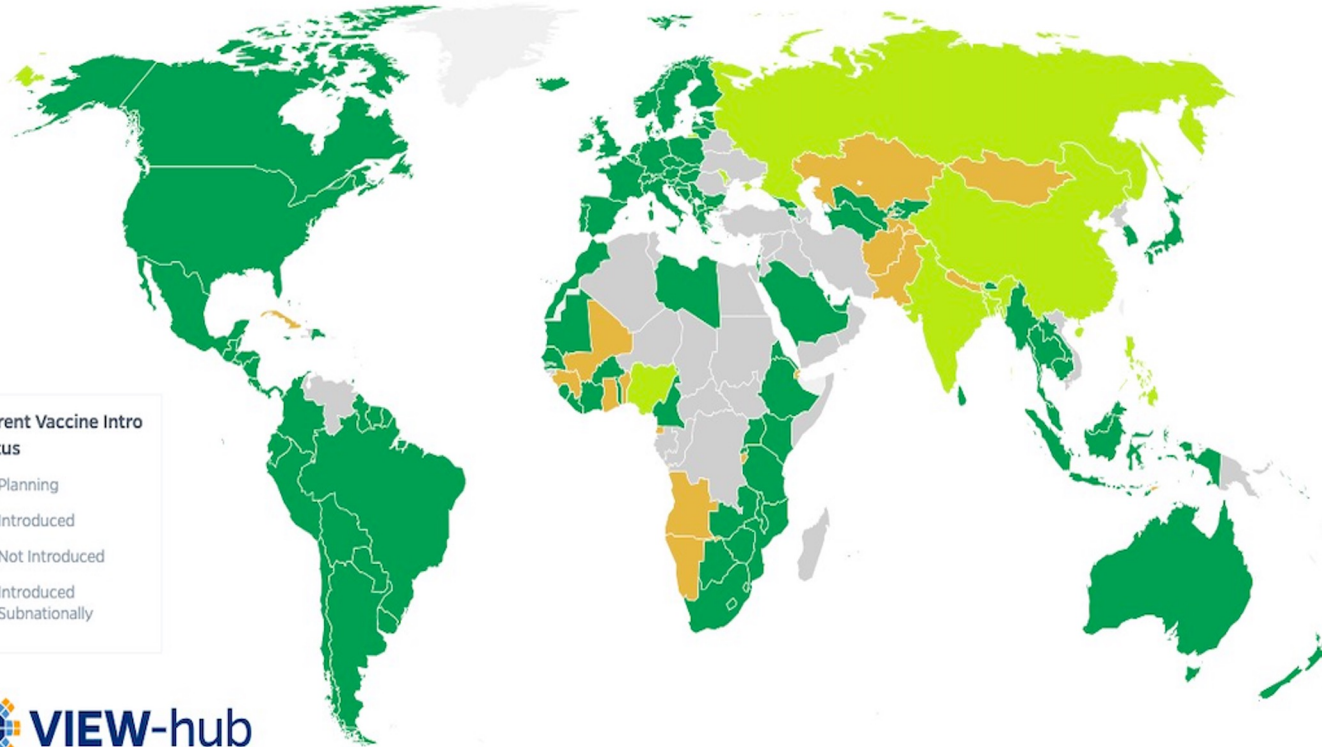 rent Vaccine Intro
tus
Planning
Introduced
Not Introduced
Introduced
Subnationally
VIEW-hub